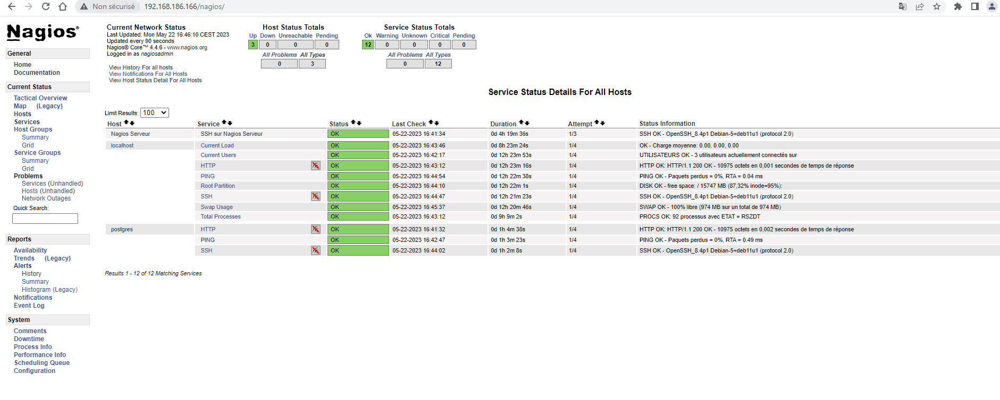 Non sécurisé 192.168.186.166/nagios/
Nagios®
General
Home
Documentation
Current Status
Tactical Overview
Map (Legacy)
Hosts
Services
Host Groups
Summary
Grid
Service Groups
Summary
Grid
Problems
Services (Unhandled)
Hosts (Unhandled)
Network Outages
Quick Search:
Reports
Availability
Trends (Legacy)
Alerts
History
Summary
Histogram (Legacy)
Notifications
Event Log
System
Comments
Downtime
Process Info
Performance Info
Scheduling Queue
Configuration
Current Network Status
Last Updated: Mon May 22 16:46:10 CEST 2023
Updated every 90 seconds
Nagios® Core™ 4.4.6 - www.nagios.org
Logged in as nagiosadmin
View History For all hosts
View Notifications For All Hosts
View Host Status Detail For All Hosts
Host Status Totals
Up Down Unreachable Pending
3 0 0 0
All Problems All Types
0 3
Service Status Totals
Ok Warning Unknown Critical Pending
12 0 0 0 0
All Problems All Types
0 12
Service Status Details For All Hosts
Limit Results: 100
Host Service Status Last Check Duration Attempt Status Information
Nagios Serveur SSH sur Nagios Serveur OK 05-22-2023 16:41:34 0d 4h 19m 36s 1/3 SSH OK - OpenSSH_8.4p1 Debian-5+deb11u1 (protocol 2.0)
localhost Current Load OK 05-22-2023 16:43:46 0d 8h 23m 24s 1/4 OK - Charge moyenne: 0.00, 0.00, 0.00
Current Users OK 05-22-2023 16:42:17 0d 12h 23m 53s 1/4 UTILISATEURS OK - 3 utilisateurs actuellement connectés sur
HTTP OK 05-22-2023 16:43:12 0d 12h 23m 16s 1/4 HTTP OK: HTTP/1.1 200 OK - 10975 octets en 0,001 secondes de temps de réponse
PING OK 05-22-2023 16:44:54 0d 12h 22m 38s 1/4 PING OK - Paquets perdus = 0%, RTA = 0.04 ms
Root Partition OK 05-22-2023 16:44:10 0d 12h 22m 1s 1/4 DISK OK - free space: / 15747 MB (87,32% inode=95%):
SSH OK 05-22-2023 16:44:47 0d 12h 21m 23s 1/4 SSH OK - OpenSSH_8.4p1 Debian-5+deb11u1 (protocol 2.0)
Swap Usage OK 05-22-2023 16:45:37 0d 12h 20m 46s 1/4 SWAP OK - 100% libre (974 MB sur un total de 974 MB)
Total Processes OK 05-22-2023 16:43:12 0d 9h 9m 2s 1/4 PROCS OK: 92 processus avec ETAT = RSZDT
postgres HTTP OK 05-22-2023 16:41:32 0d 1h 4m 38s 1/4 HTTP OK: HTTP/1.1 200 OK - 10975 octets en 0,002 secondes de temps de réponse
PING OK 05-22-2023 16:42:47 0d 1h 3m 23s 1/4 PING OK - Paquets perdus = 0%, RTA = 0.49 ms
SSH OK 05-22-2023 16:44:02 0d 1h 2m 8s 1/4 SSH OK - OpenSSH_8.4p1 Debian-5+deb11u1 (protocol 2.0)
Results 1 - 12 of 12 Matching Services